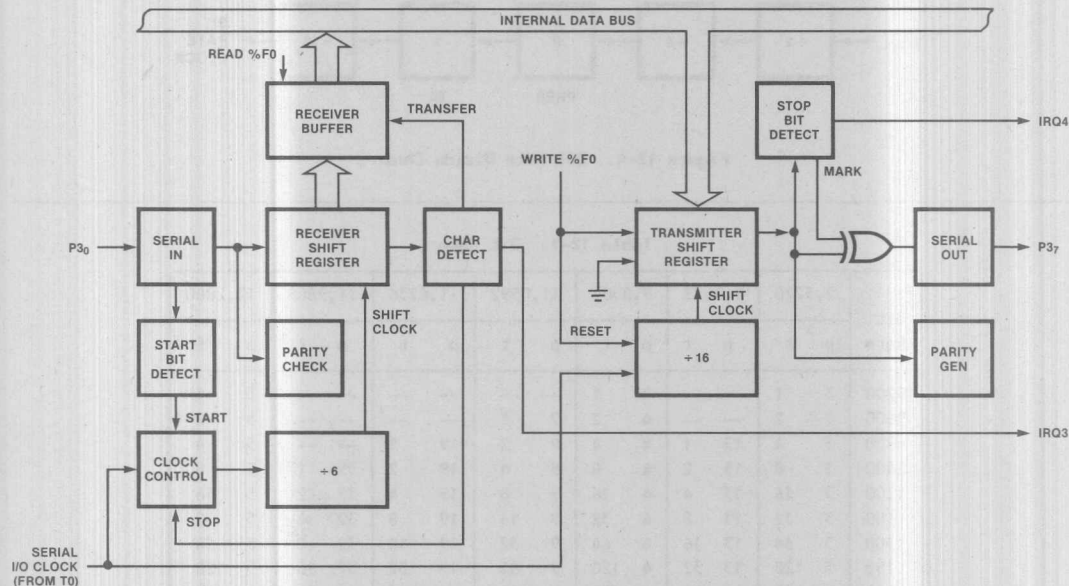 INTERNAL DATA BUS
READ %F0
RECEIVER
BUFFER
TRANSFER
STOP
BIT
DETECT
IRQ4
WRITE %F0
MARK
P3₀
SERIAL
IN
RECEIVER
SHIFT
REGISTER
CHAR
DETECT
TRANSMITTER
SHIFT
REGISTER
SERIAL
OUT
P3₇
SHIFT
CLOCK
SHIFT
CLOCK
START
BIT
DETECT
PARITY
CHECK
RESET
÷ 16
PARITY
GEN
START
IRQ3
CLOCK
CONTROL
÷ 6
STOP
SERIAL
I/O CLOCK
(FROM T0)